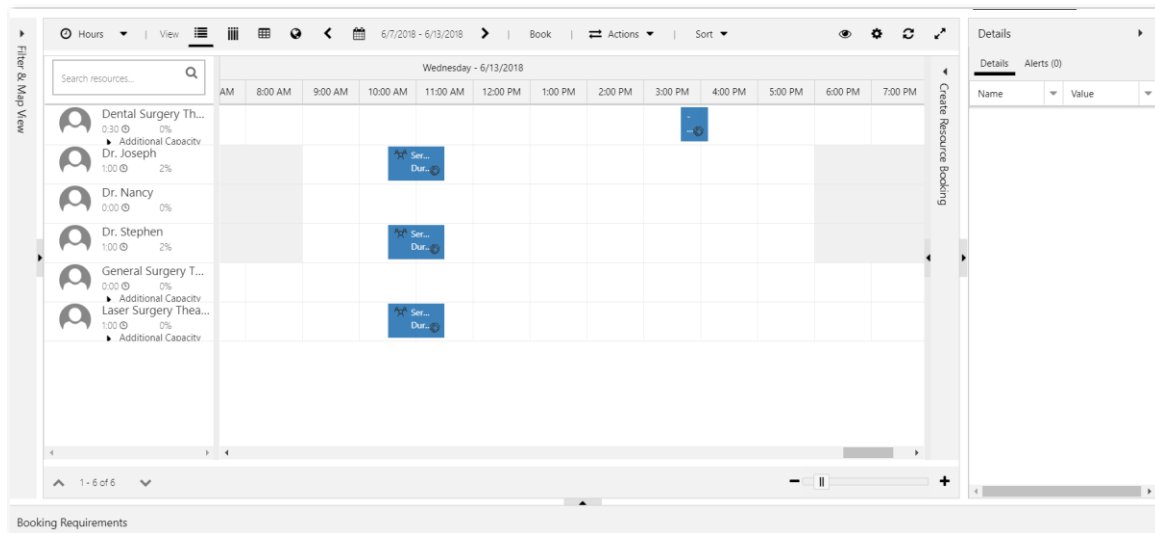 Filter & Map View
Hours | View 6/7/2018 - 6/13/2018 | Book | Actions | Sort
Search resources...
Wednesday - 6/13/2018
AM 8:00 AM 9:00 AM 10:00 AM 11:00 AM 12:00 PM 1:00 PM 2:00 PM 3:00 PM 4:00 PM 5:00 PM 6:00 PM 7:00 PM
Dental Surgery Th...
0:30 0%
Additional Capacity
- 
...
Dr. Joseph
1:00 2%
Ser...
Dur...
Dr. Nancy
0:00 0%
Dr. Stephen
1:00 2%
Ser...
Dur...
General Surgery T...
0:00 0%
Additional Capacity
Laser Surgery Thea...
1:00 0%
Additional Capacity
Ser...
Dur...
1 - 6 of 6
Create Resource Booking
Details
Details Alerts (0)
Name Value
Booking Requirements